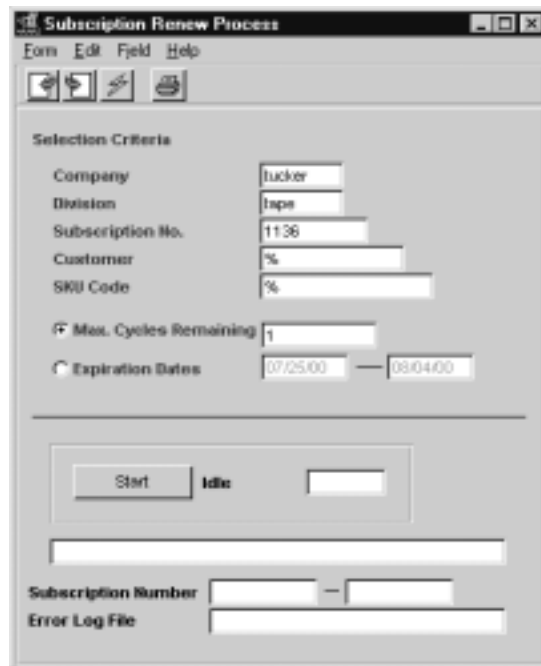 Subscription Renew Process
Form Edit Field Help
Selection Criteria
Company tucker
Division tape
Subscription No. 1136
Customer %
SKU Code %
Max. Cycles Remaining 1
Expiration Dates 07/25/00 — 08/04/00
Start Idle
Subscription Number —
Error Log File